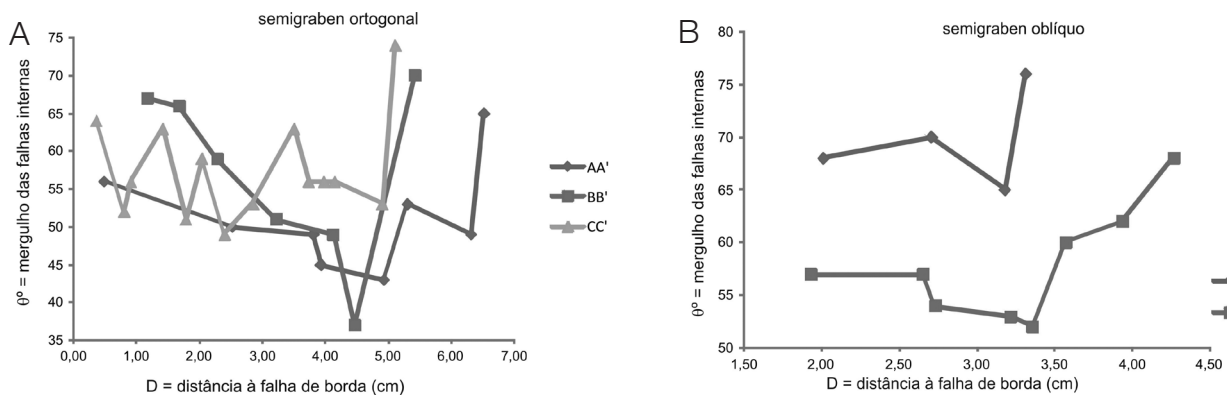 A
semigraben ortogonal
θº = mergulho das falhas internas
75
70
65
60
55
50
45
40
35
0,00 1,00 2,00 3,00 4,00 5,00 6,00 7,00
D = distância à falha de borda (cm)
AA'
BB'
CC'
B
semigraben oblíquo
θº = mergulho das falhas internas
80
75
70
65
60
55
50
1,50 2,00 2,50 3,00 3,50 4,00 4,50
D = distância à falha de borda (cm)